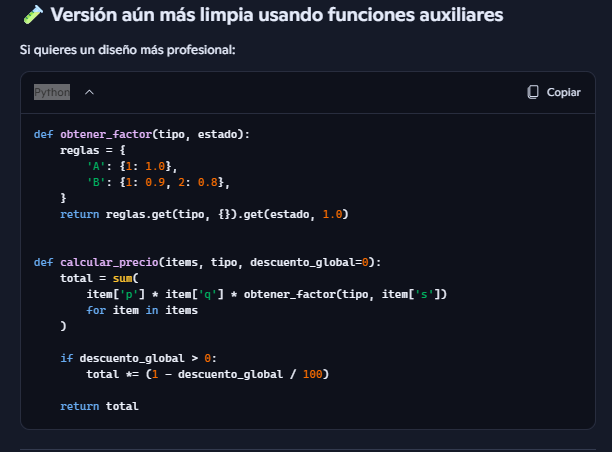 🧪 Versión aún más limpia usando funciones auxiliares
Si quieres un diseño más profesional:
Python
Copiar
def obtener_factor(tipo, estado):
    reglas = {
        'A': {1: 1.0},
        'B': {1: 0.9, 2: 0.8},
    }
    return reglas.get(tipo, {}).get(estado, 1.0)
def calcular_precio(items, tipo, descuento_global=0):
    total = sum(
        item['p'] * item['q'] * obtener_factor(tipo, item['s'])
        for item in items
    )
    if descuento_global > 0:
        total *= (1 - descuento_global / 100)
    return total